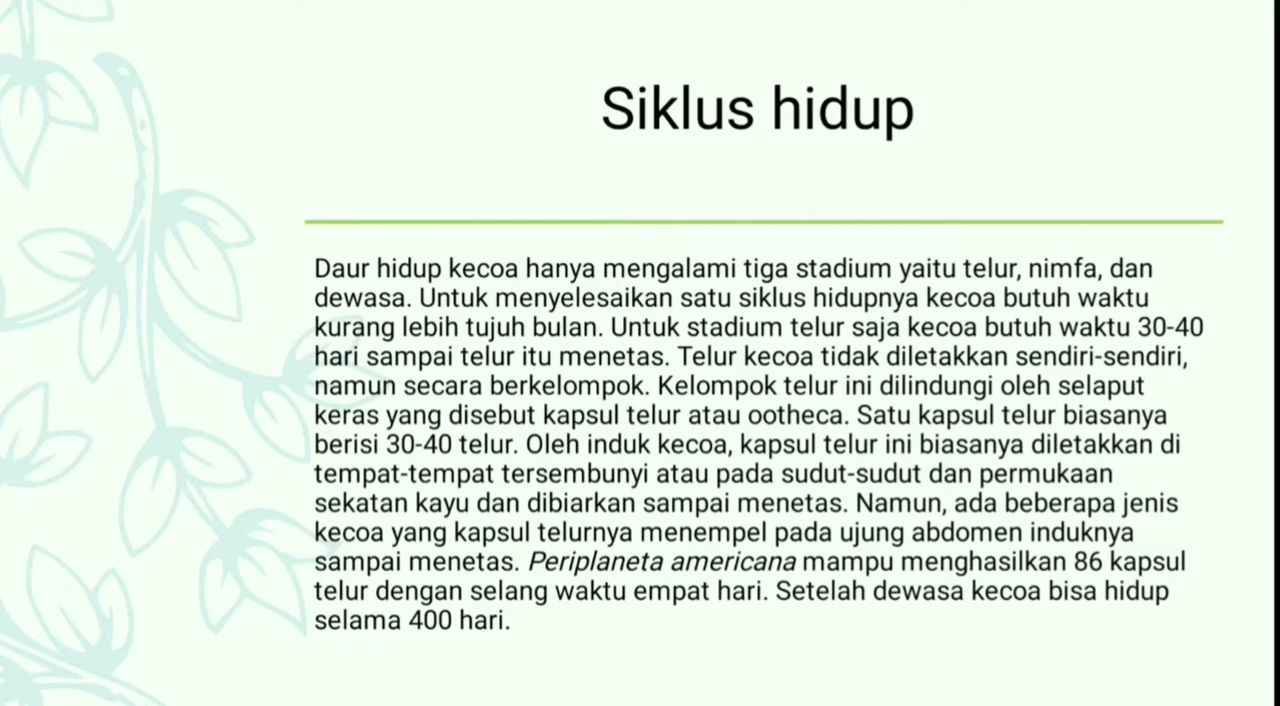 Siklus hidup
Daur hidup kecoa hanya mengalami tiga stadium yaitu telur, nimfa, dan
dewasa. Untuk menyelesaikan satu siklus hidupnya kecoa butuh waktu
kurang lebih tujuh bulan. Untuk stadium telur saja kecoa butuh waktu 30-40
hari sampai telur itu menetas. Telur kecoa tidak diletakkan sendiri-sendiri,
namun secara berkelompok. Kelompok telur ini dilindungi oleh selaput
keras yang disebut kapsul telur atau ootheca. Satu kapsul telur biasanya
berisi 30-40 telur. Oleh induk kecoa, kapsul telur ini biasanya diletakkan di
tempat-tempat tersembunyi atau pada sudut-sudut dan permukaan
sekatan kayu dan dibiarkan sampai menetas. Namun, ada beberapa jenis
kecoa yang kapsul telurnya menempel pada ujung abdomen induknya
sampai menetas. Periplaneta americana mampu menghasilkan 86 kapsul
telur dengan selang waktu empat hari. Setelah dewasa kecoa bisa hidup
selama 400 hari.